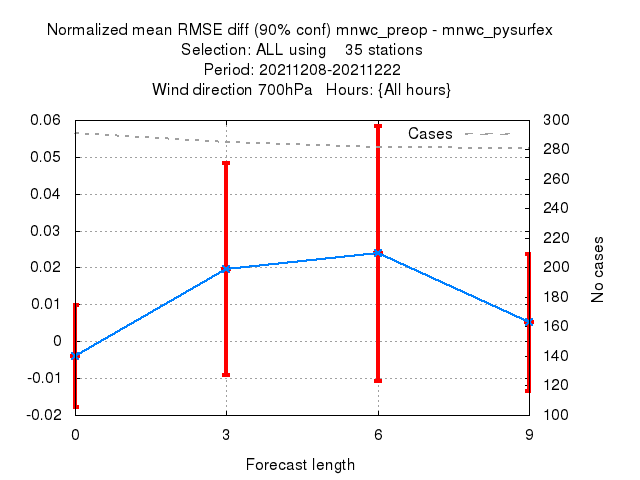 Normalized mean RMSE diff (90% conf) mnwc_preop - mnwc_pysurfex
Selection: ALL using    35 stations
Period: 20211208-20211222
Wind direction 700hPa   Hours: {All hours}
0.06
0.05
0.04
0.03
0.02
0.01
0
-0.01
-0.02
Cases
300
280
260
240
220
200
180
160
140
120
100
No cases
0 3 6 9
Forecast length